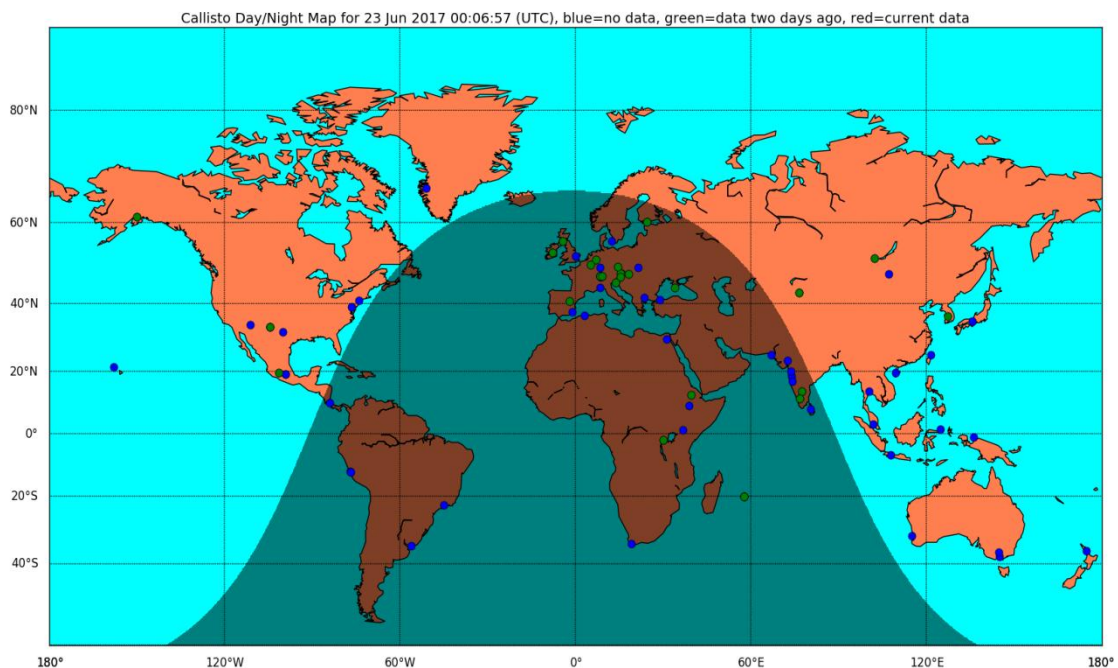 Callisto Day/Night Map for 23 Jun 2017 00:06:57 (UTC), blue=no data, green=data two days ago, red=current data
80°N
60°N
40°N
20°N
0°
20°S
40°S
180° 120°W 60°W 0° 60°E 120°E 180°